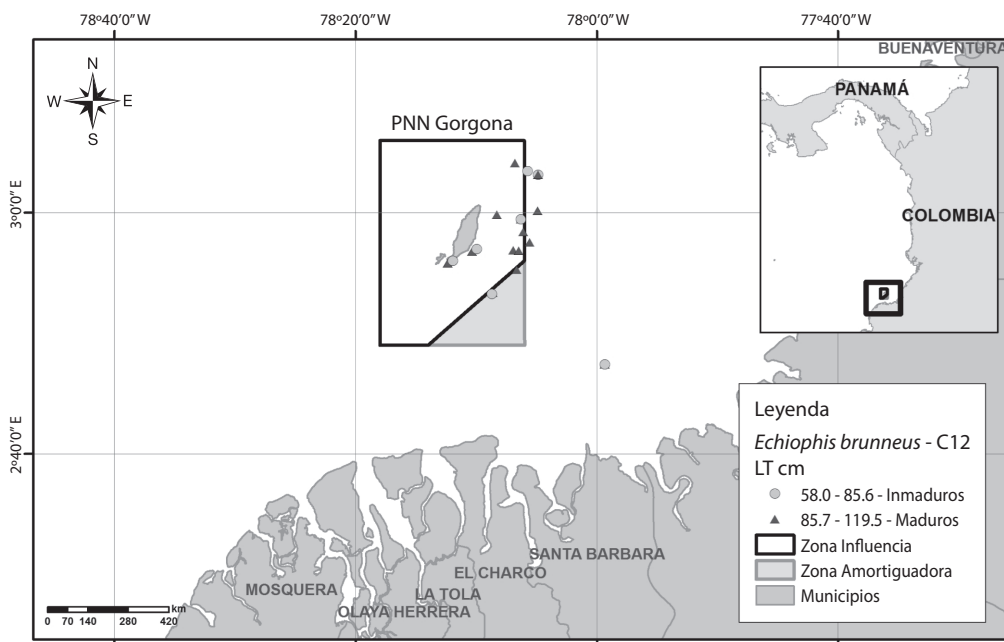 78°40'0"W 78°20'0"W 78°0'0"W 77°40'0"W
BUENAVENTURA
N
W E
S
PANAMÁ
PNN Gorgona
3°0'0" E
COLOMBIA
Leyenda
Echiophis brunneus - C12
LT cm
58.0 - 85.6 - Inmaduros
85.7 - 119.5 - Maduros
Zona Influencia
Zona Amortiguadora
Municipios
2°40'0" E
SANTA BARBARA
EL CHARCO
MOSQUERA
LA TOLA
OLAYA HERRERA
km
0 70 140 280 420